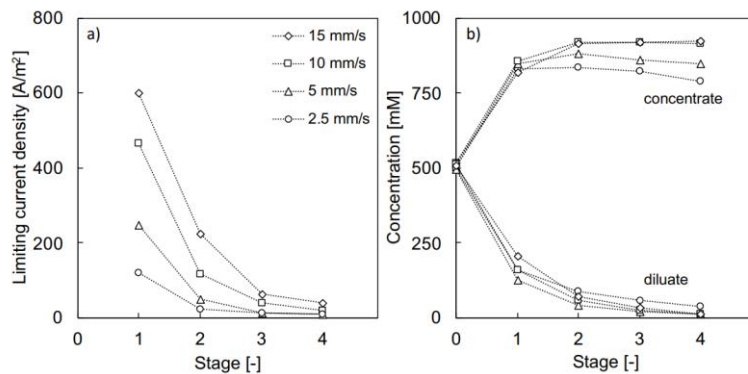 a)
15 mm/s
10 mm/s
5 mm/s
2.5 mm/s
800
600
400
200
0
0
1
2
3
4
Limiting current density [A/m²]
Stage [-]
b)
concentrate
diluate
1000
750
500
250
0
0
1
2
3
4
Concentration [mM]
Stage [-]